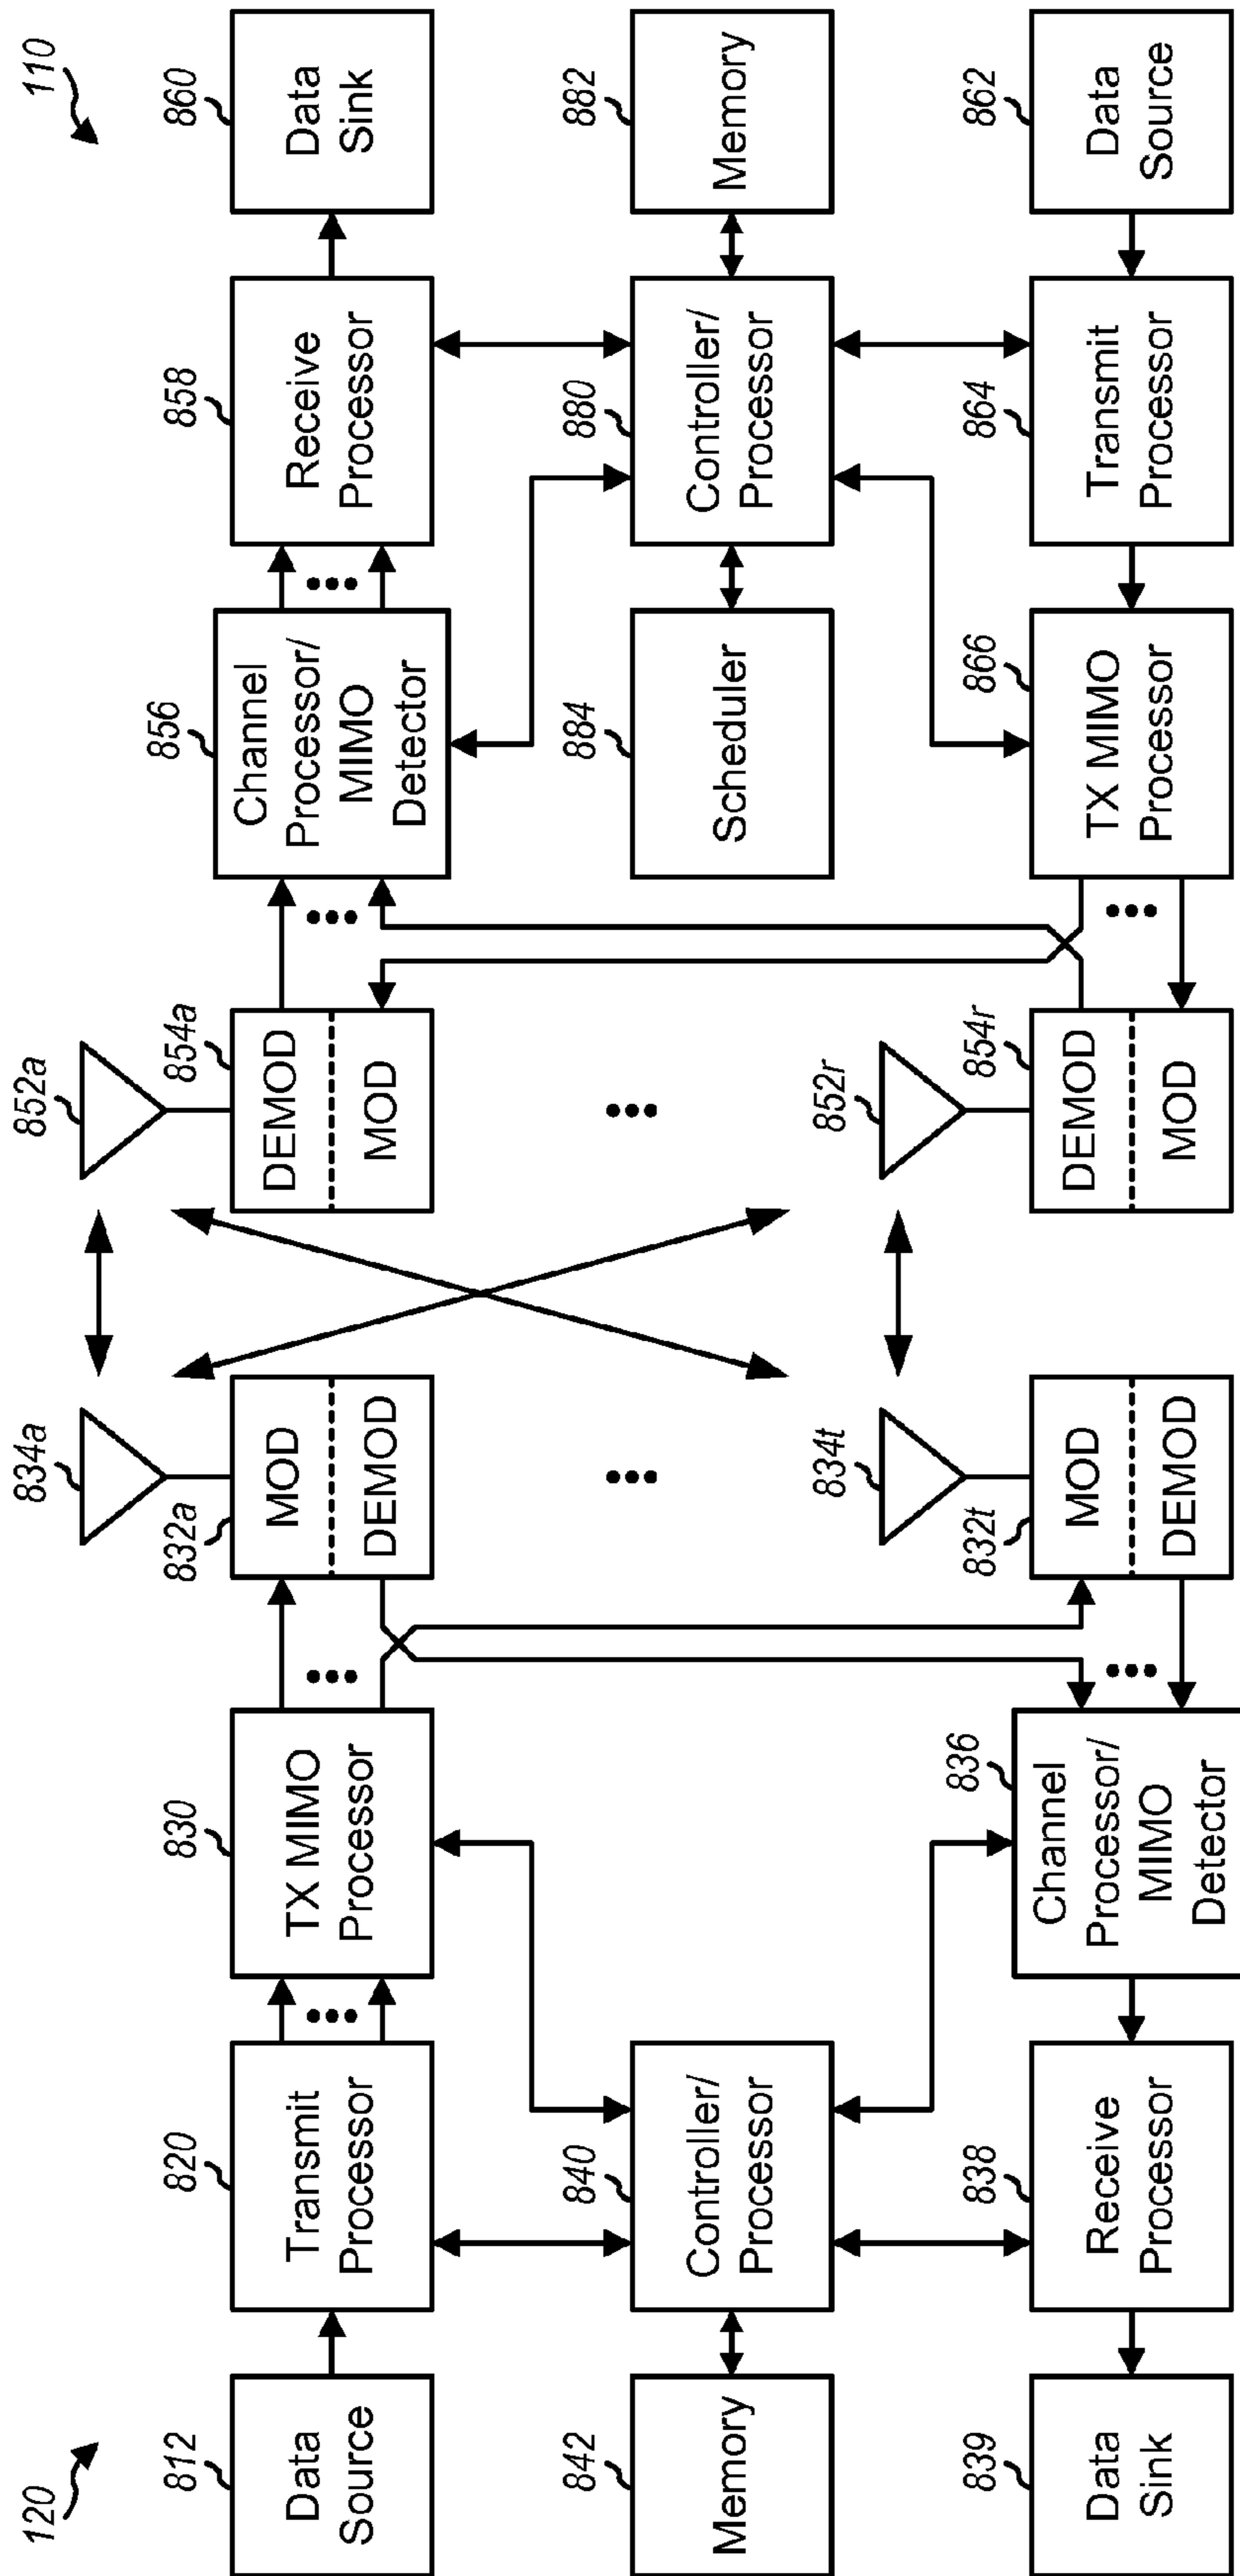 120
110
812
Data
Source
820
Transmit
Processor
830
TX MIMO
Processor
832a
MOD
DEMOD
834a
852a
854a
DEMOD
MOD
856
Channel
Processor/
MIMO
Detector
858
Receive
Processor
860
Data
Sink
842
Memory
840
Controller/
Processor
884
Scheduler
880
Controller/
Processor
882
Memory
839
Data
Sink
838
Receive
Processor
836
Channel
Processor/
MIMO
Detector
832t
MOD
DEMOD
834t
852r
854r
DEMOD
MOD
866
TX MIMO
Processor
864
Transmit
Processor
862
Data
Source